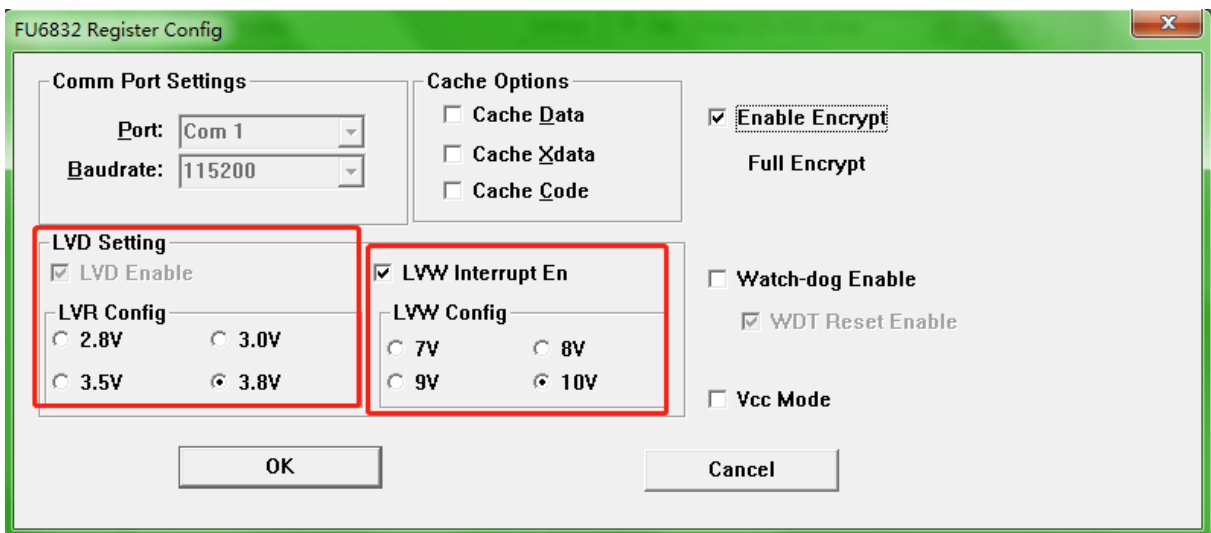 FU6832 Register Config
Comm Port Settings
Port: Com 1
Baudrate: 115200
Cache Options
Cache Data
Cache Xdata
Cache Code
Enable Encrypt
Full Encrypt
LVD Setting
LVD Enable
LVR Config
2.8V 3.0V
3.5V 3.8V
LVW Interrupt En
LVW Config
7V 8V
9V 10V
Watch-dog Enable
WDT Reset Enable
Vcc Mode
OK
Cancel